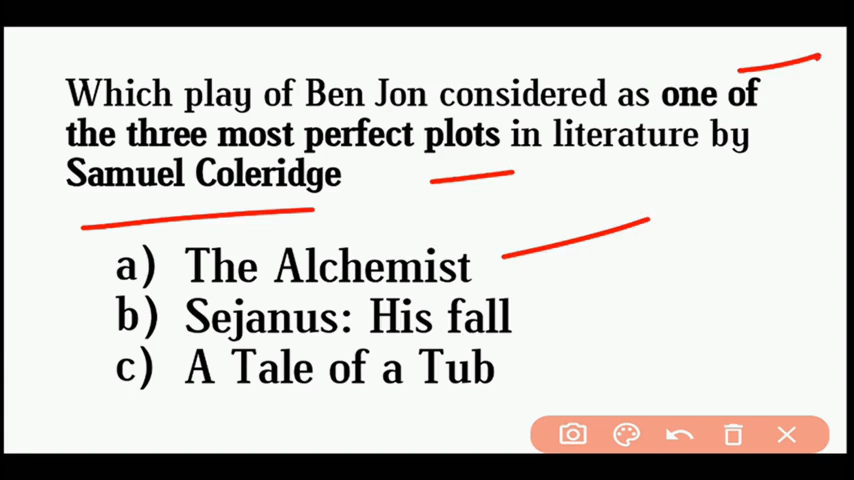 Which play of Ben Jon considered as one of
the three most perfect plots in literature by
Samuel Coleridge
a) The Alchemist
b) Sejanus: His fall
c) A Tale of a Tub